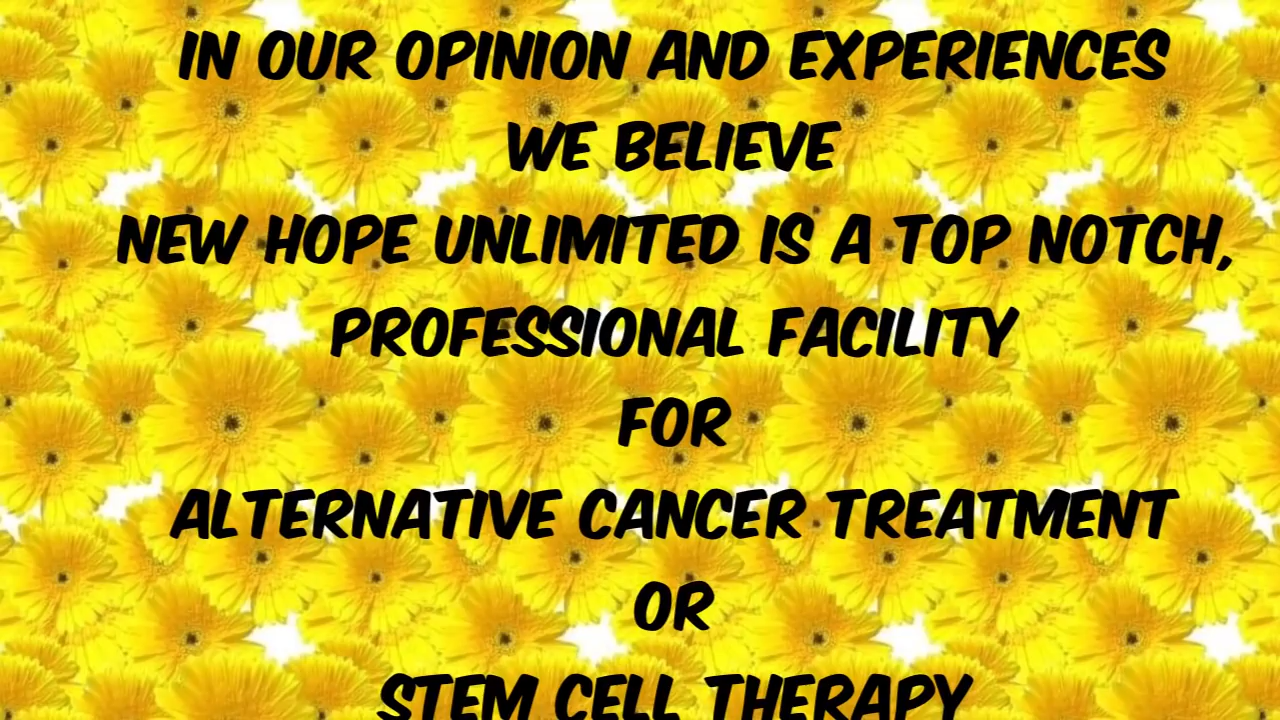 IN OUR OPINION AND EXPERIENCES
WE BELIEVE
NEW HOPE UNLIMITED IS A TOP NOTCH,
PROFESSIONAL FACILITY
FOR
ALTERNATIVE CANCER TREATMENT
OR
STEM CELL THERAPY